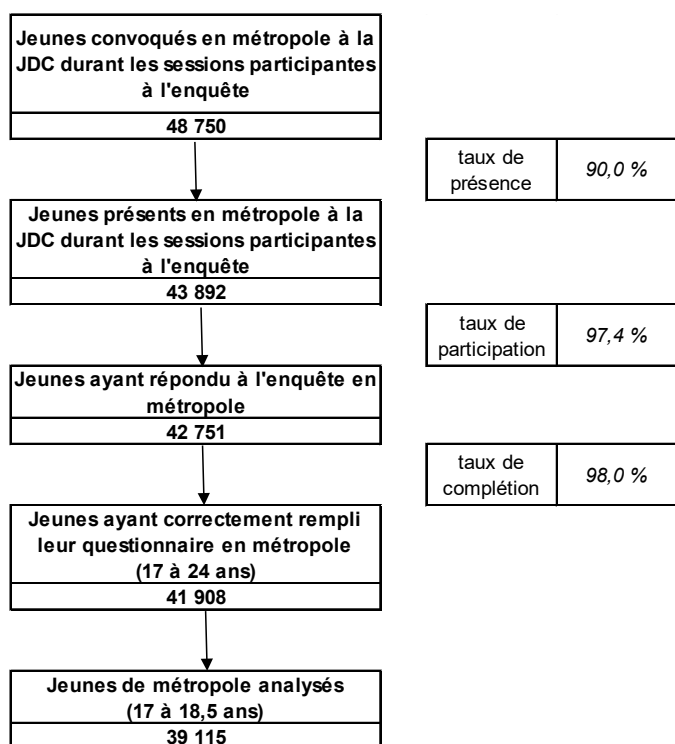 Jeunes convoqués en métropole à la
JDC durant les sessions participantes
à l'enquête
48 750
taux de
présence
90,0 %
Jeunes présents en métropole à la
JDC durant les sessions participantes
à l'enquête
43 892
taux de
participation
97,4 %
Jeunes ayant répondu à l'enquête en
métropole
42 751
taux de
complétion
98,0 %
Jeunes ayant correctement rempli
leur questionnaire en métropole
(17 à 24 ans)
41 908
Jeunes de métropole analysés
(17 à 18,5 ans)
39 115